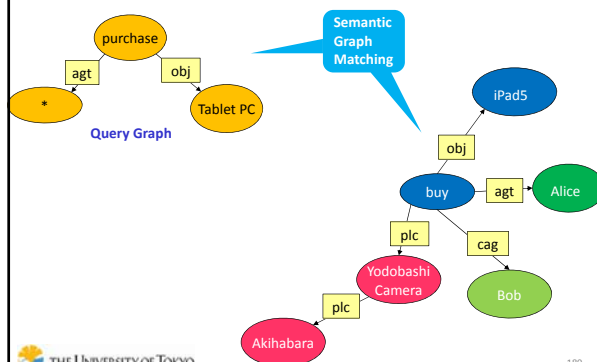 purchase
agt
obj
*
Tablet PC
Query Graph
Semantic
Graph
Matching
iPad5
obj
buy
agt
Alice
plc
cag
Yodobashi
Camera
Bob
plc
Akihabara
THE UNIVERSITY OF TOKYO